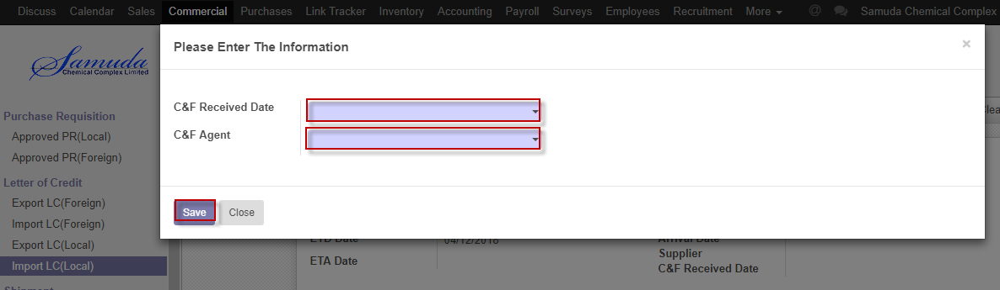 Discuss Calendar Sales Commercial Purchases Link Tracker Inventory Accounting Payroll Surveys Employees Recruitment More @ Samuda Chemical Complex
Please Enter The Information ×
Samuda
Chemical Complex Limited
C&F Received Date
C&F Agent
Purchase Requisition
Approved PR(Local)
Approved PR(Foreign)
Letter of Credit
Export LC(Foreign)
Import LC(Foreign)
Export LC(Local)
Import LC(Local)
Save Close
ETD Date 04/12/2018 Arrival Date
Supplier
ETA Date
C&F Received Date
Shipment